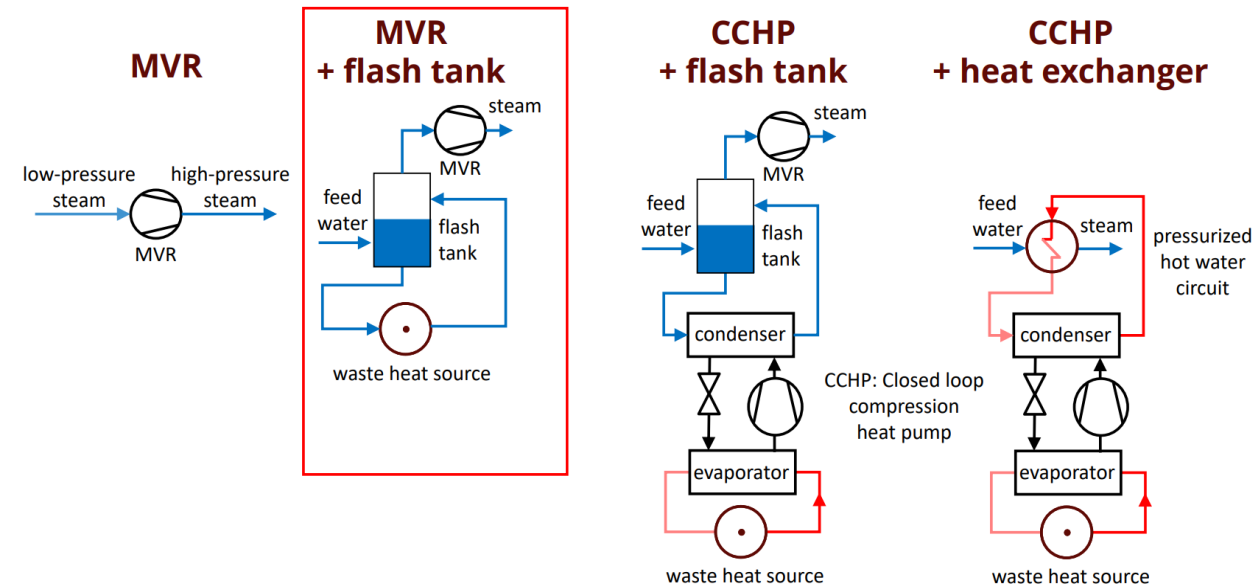 MVR
low-pressure
steam
high-pressure
steam
MVR
MVR
+ flash tank
steam
MVR
feed
water
flash
tank
waste heat source
CCHP
+ flash tank
steam
MVR
feed
water
flash
tank
condenser
CCHP: Closed loop
compression
heat pump
evaporator
waste heat source
CCHP
+ heat exchanger
feed
water
steam
pressurized
hot water
circuit
condenser
evaporator
waste heat source